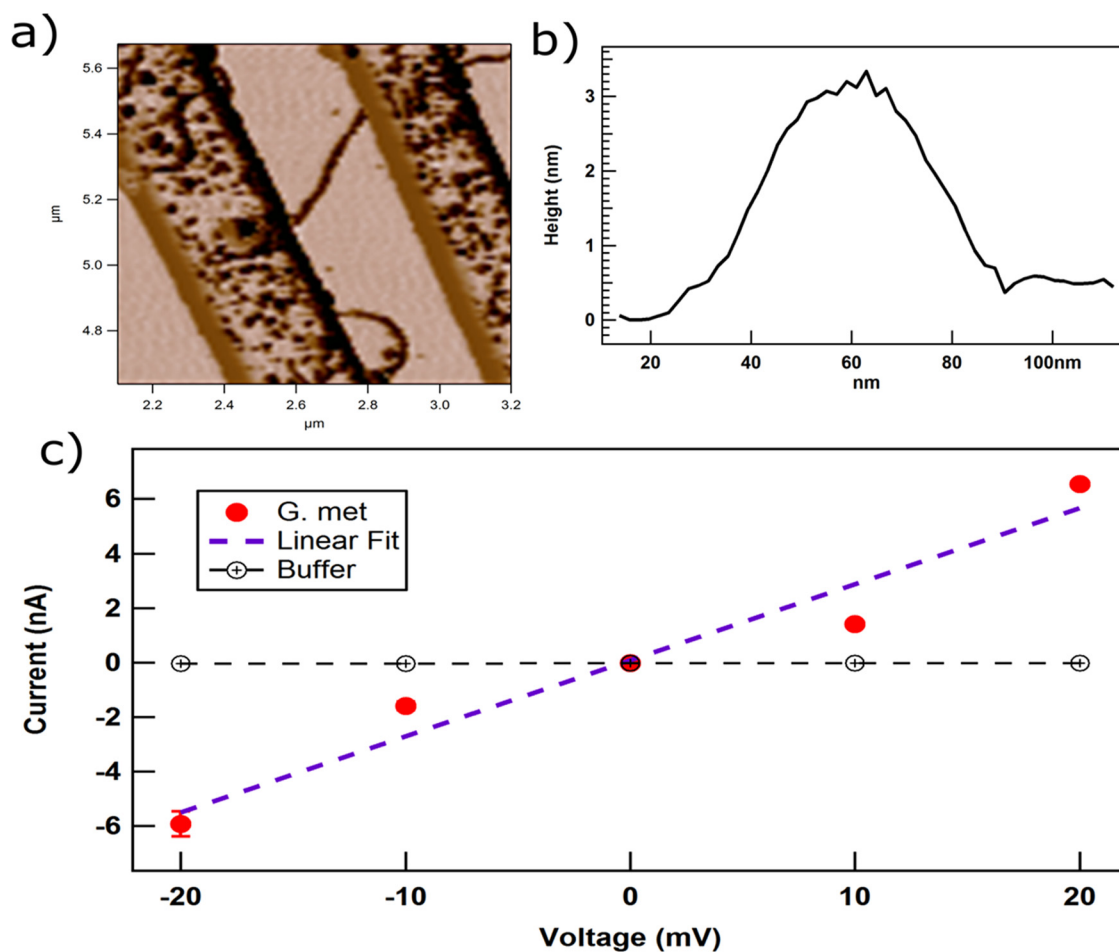 a)
5.6
5.4
5.2
5.0
4.8
µm
2.2
2.4
2.6
2.8
3.0
3.2
µm
b)
3
2
1
0
Height (nm)
20
40
60
80
100nm
nm
c)
6
4
2
0
-2
-4
-6
Current (nA)
G. met
Linear Fit
Buffer
-20
-10
0
10
20
Voltage (mV)